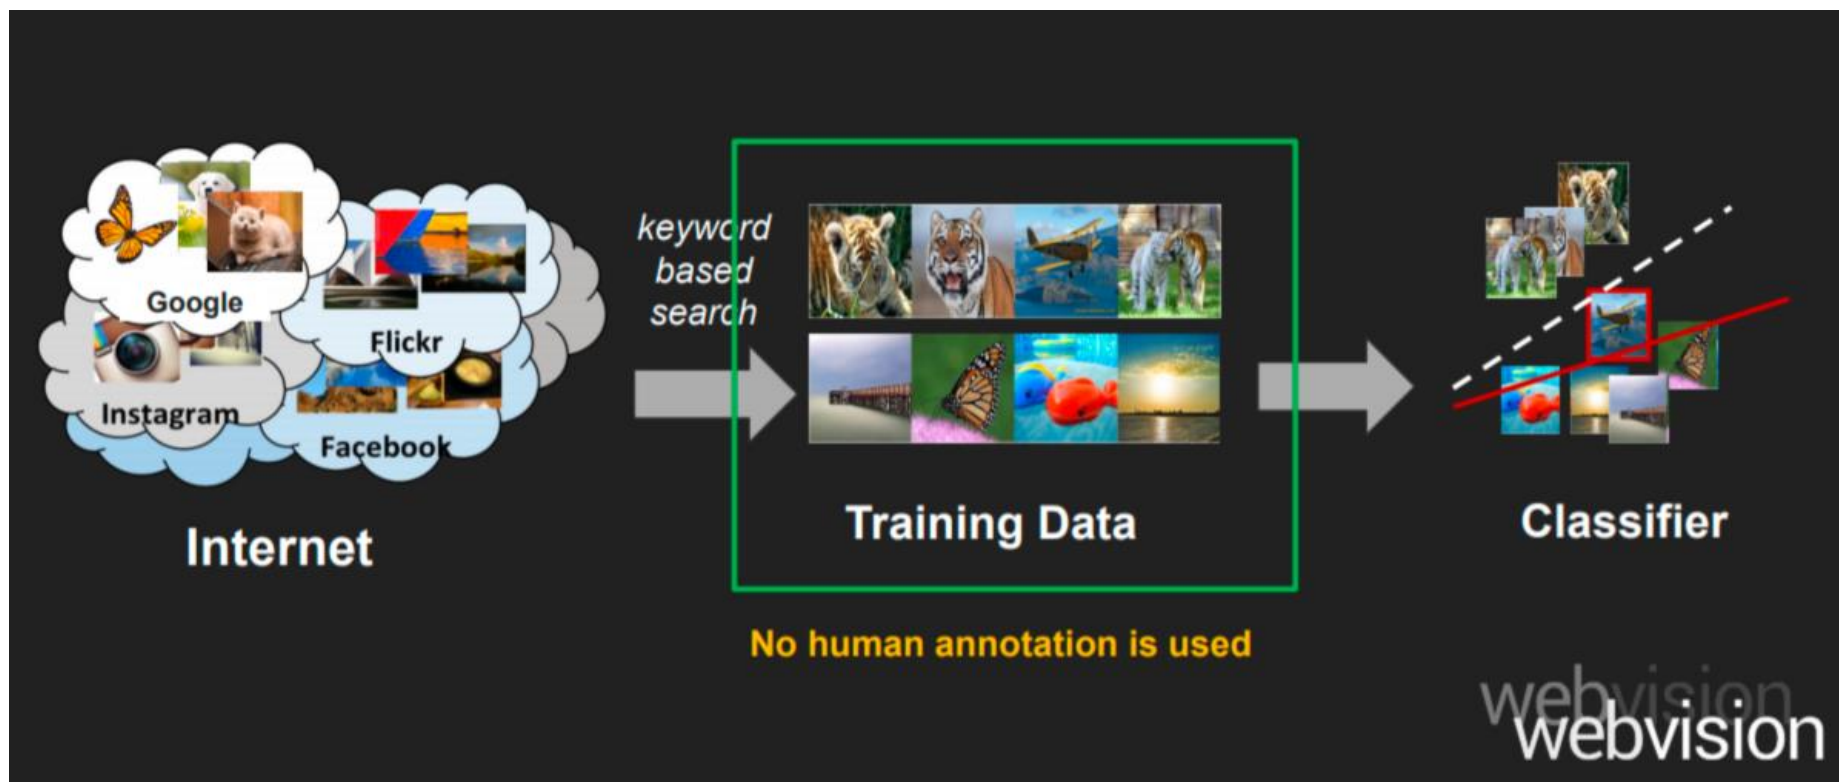 Google
Flickr
Instagram
Facebook
Internet
keyword
based
search
Training Data
No human annotation is used
Classifier
webvision
webvision